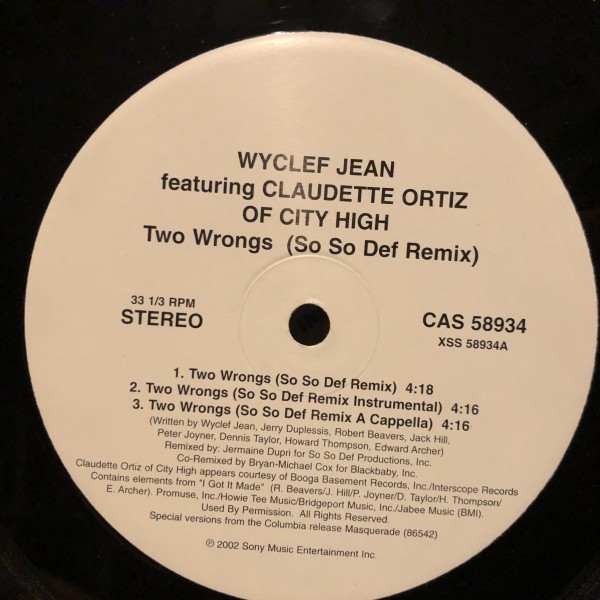 WYCLEF JEAN
featuring CLAUDETTE ORTIZ
OF CITY HIGH
Two Wrongs (So So Def Remix)
33 1/3 RPM
STEREO
CAS 58934
XSS 58934A
1. Two Wrongs (So So Def Remix) 4:18
2. Two Wrongs (So So Def Remix Instrumental) 4:16
3. Two Wrongs (So So Def Remix A Cappella) 4:16
(Written by Wyclef Jean, Jerry Duplessis, Robert Beavers, Jack Hill,
Peter Joyner, Dennis Taylor, Howard Thompson, Edward Archer)
Remixed by: Jermaine Dupri for So So Def Productions, Inc.
Co-Remixed by Bryan-Michael Cox for Blackbaby, Inc.
Claudette Ortiz of City High appears courtesy of Booga Basement Records, Inc./Interscope Records
Contains elements from "I Got It Made" (R. Beavers/J. Hill/P. Joyner/D. Taylor/H. Thompson/
E. Archer). Promuse, Inc./Howie Tee Music/Bridgeport Music, Inc./Jabee Music (BMI).
Used By Permission. All Rights Reserved.
Special versions from the Columbia release Masquerade (86542)
℗ 2002 Sony Music Entertainment Inc.